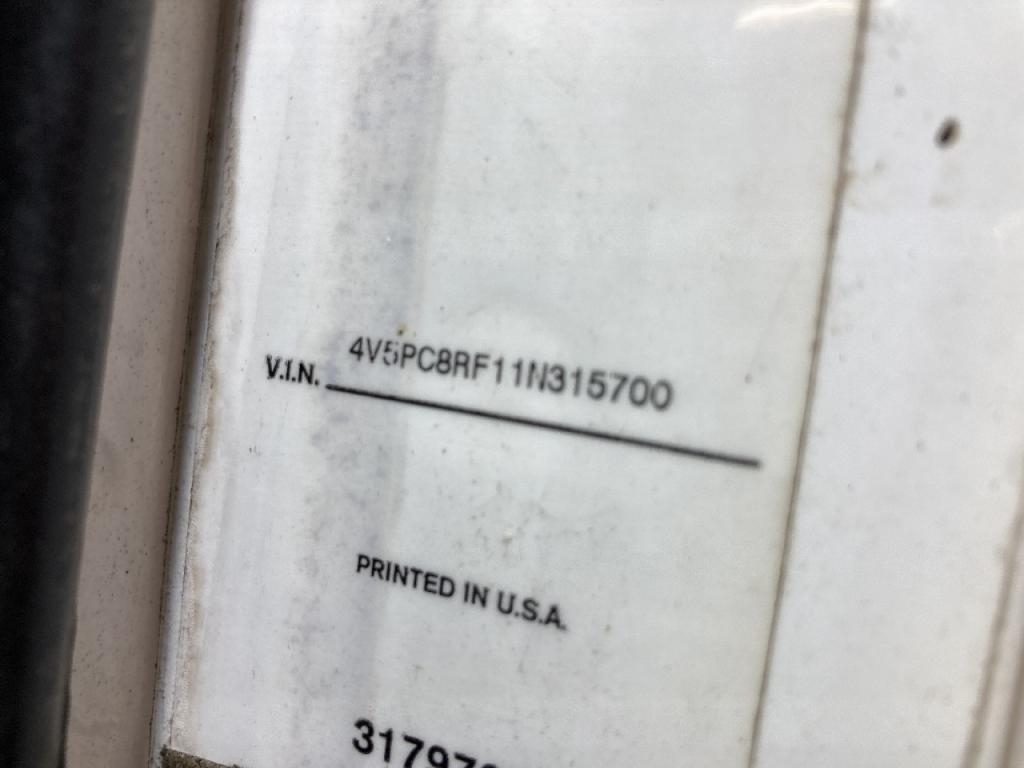 V.I.N. 4V5PC8RF11N315700
PRINTED IN U.S.A.